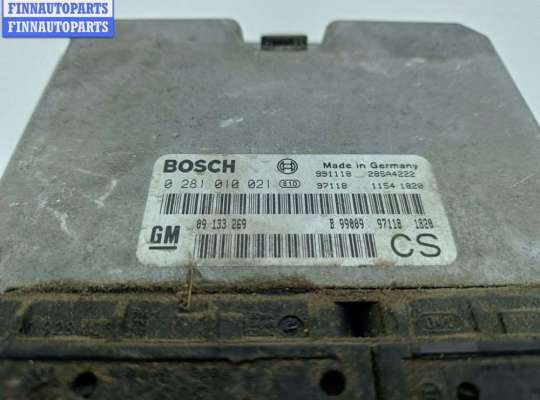 FINNAUTOPARTS
FINNAUTOPARTS
BOSCH
Made in Germany
0 281 010 021
991118 28SA4222
97118 1154 1820
GM
09 133 269
B 99009 97118 1820
CS